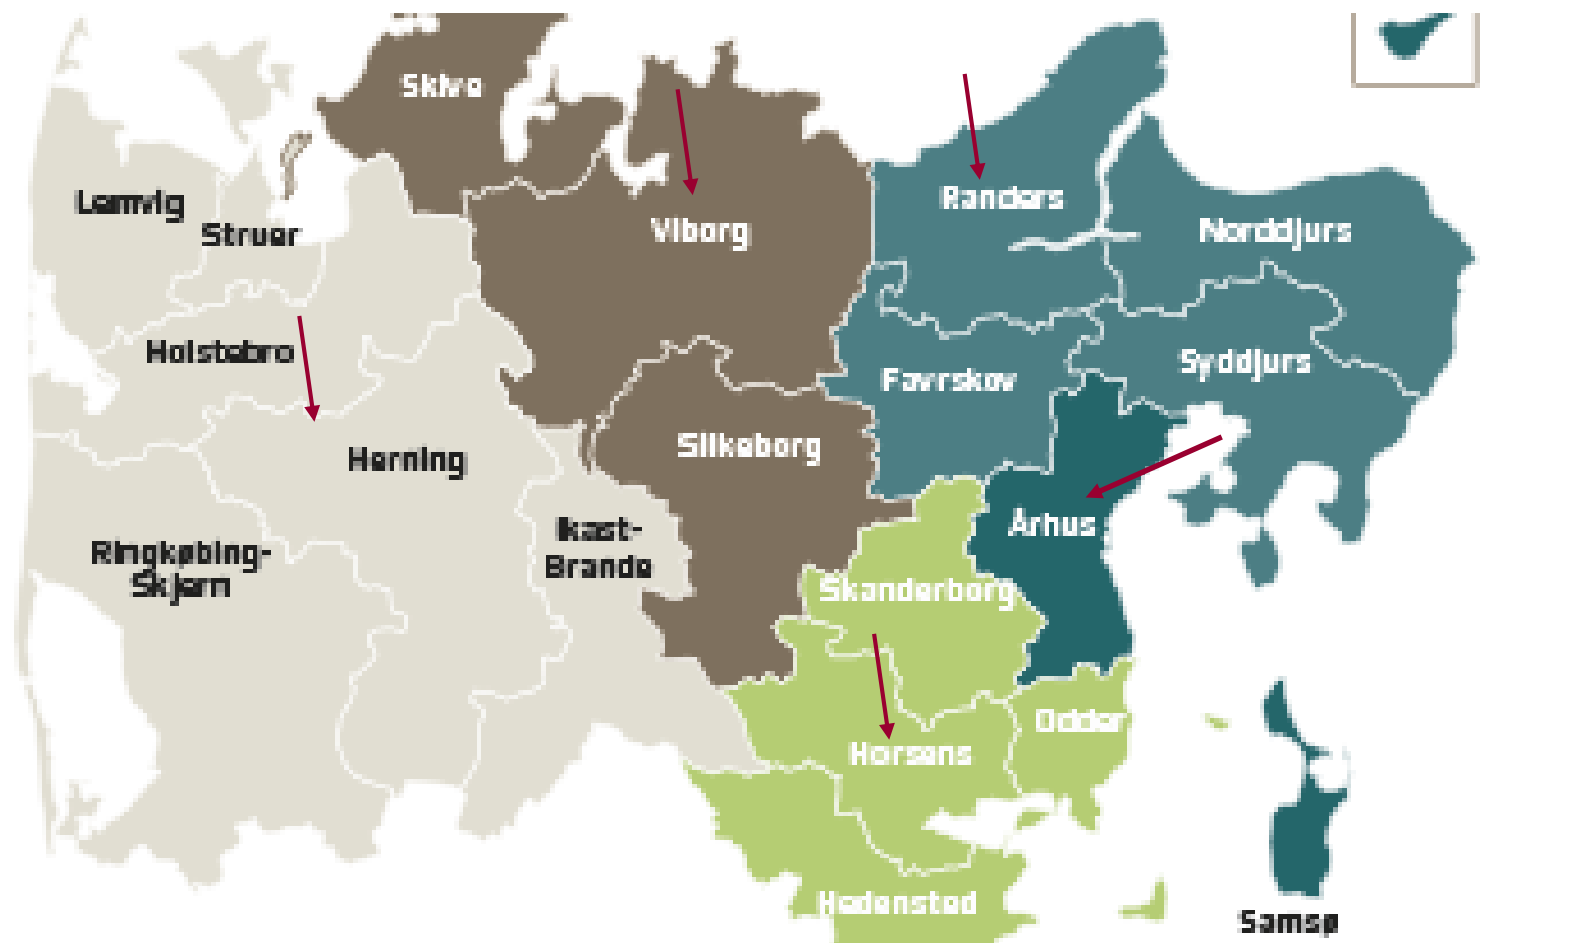 Skive
Lemvig
Struer
Viborg
Randers
Norddjurs
Holstebro
Favrskov
Syddjurs
Herning
Silkeborg
Ringkøbing-
Skjern
Ikast-
Brande
Århus
Skanderborg
Odder
Horsens
Hedensted
Samsø